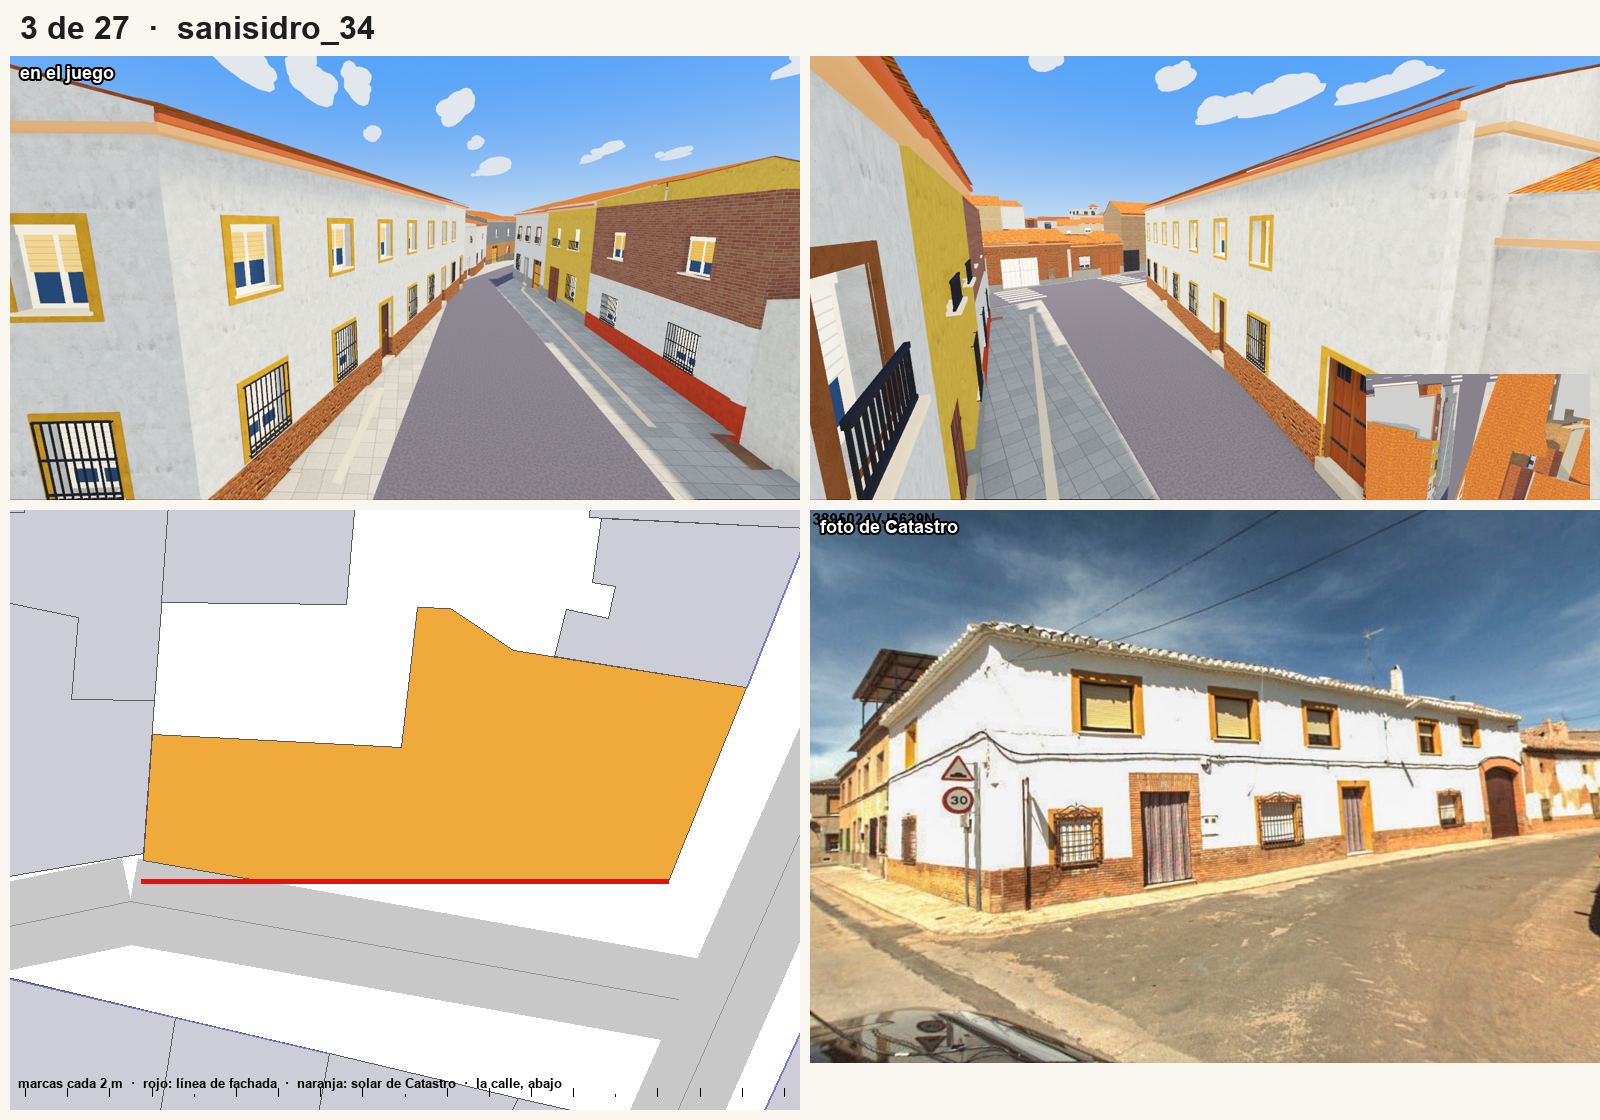 3 de 27 · sanisidro_34
en el juego
foto de Catastro
30
marcas cada 2 m · rojo: línea de fachada · naranja: solar de Catastro · la calle, abajo